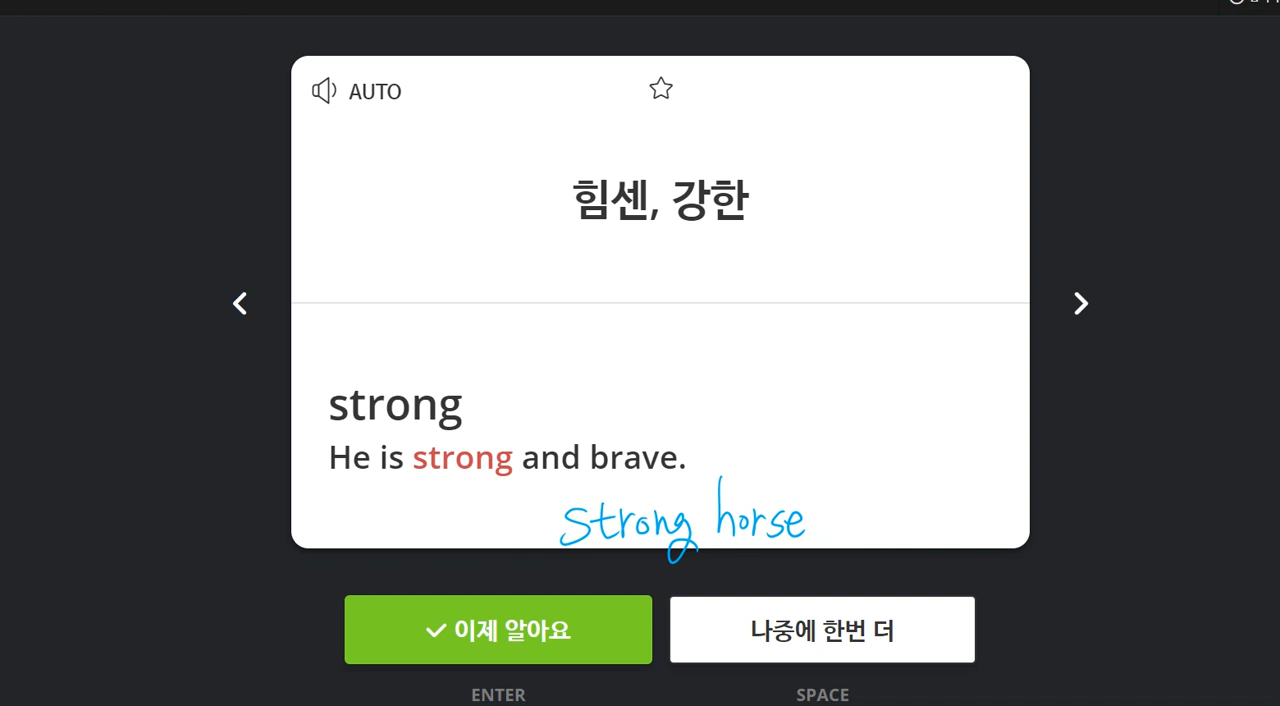 AUTO
힘센, 강한
strong
He is strong and brave.
strong horse
이제 알아요
나중에 한번 더
ENTER
SPACE